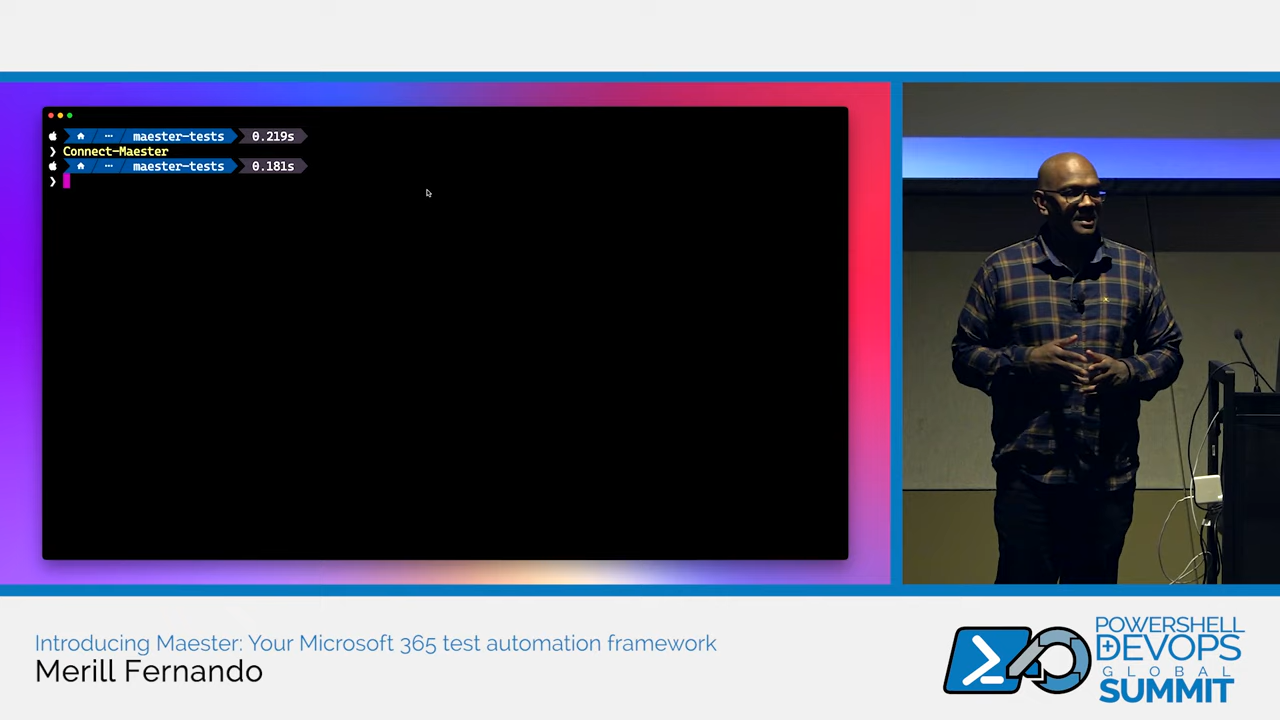 ··· maester-tests 0.219s
❯ Connect-Maester
··· maester-tests 0.181s
❯
Introducing Maester: Your Microsoft 365 test automation framework
Merill Fernando
POWERSHELL
DEVOPS
GLOBAL
SUMMIT